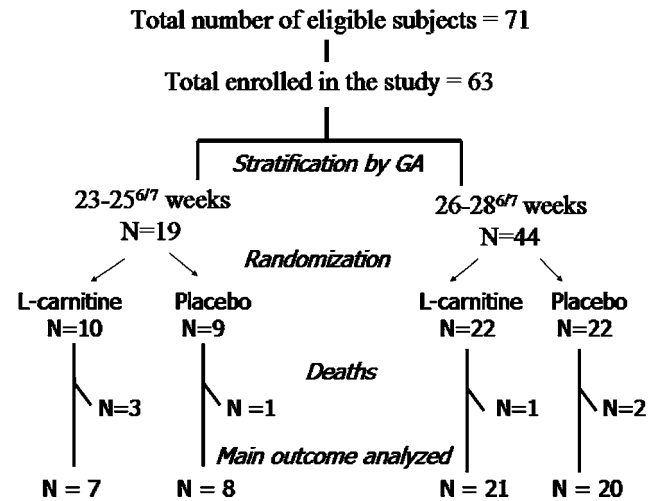 Total number of eligible subjects = 71
Total enrolled in the study = 63
Stratification by GA
23-25⁶/⁷ weeks
N=19
26-28⁶/⁷ weeks
N=44
Randomization
L-carnitine Placebo L-carnitine Placebo
N=10 N=9 N=22 N=22
Deaths
N=3 N =1 N=1 N=2
Main outcome analyzed
N = 7 N = 8 N = 21 N = 20